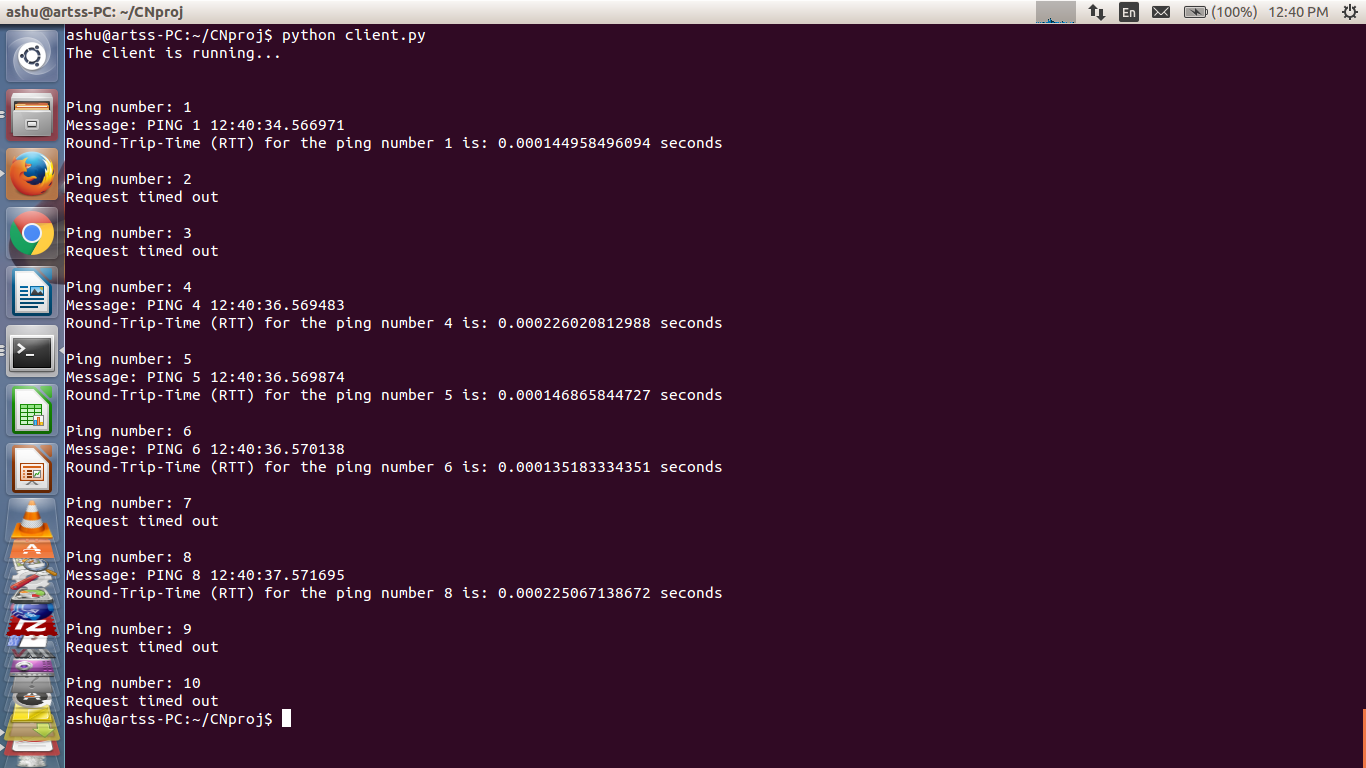 ashu@artss-PC: ~/CNproj
En
(100%)
12:40 PM
ashu@artss-PC:~/CNproj$ python client.py
The client is running...
Ping number: 1
Message: PING 1 12:40:34.566971
Round-Trip-Time (RTT) for the ping number 1 is: 0.000144958496094 seconds
Ping number: 2
Request timed out
Ping number: 3
Request timed out
Ping number: 4
Message: PING 4 12:40:36.569483
Round-Trip-Time (RTT) for the ping number 4 is: 0.000226020812988 seconds
Ping number: 5
Message: PING 5 12:40:36.569874
Round-Trip-Time (RTT) for the ping number 5 is: 0.000146865844727 seconds
Ping number: 6
Message: PING 6 12:40:36.570138
Round-Trip-Time (RTT) for the ping number 6 is: 0.000135183334351 seconds
Ping number: 7
Request timed out
Ping number: 8
Message: PING 8 12:40:37.571695
Round-Trip-Time (RTT) for the ping number 8 is: 0.000225067138672 seconds
Ping number: 9
Request timed out
Ping number: 10
Request timed out
ashu@artss-PC:~/CNproj$